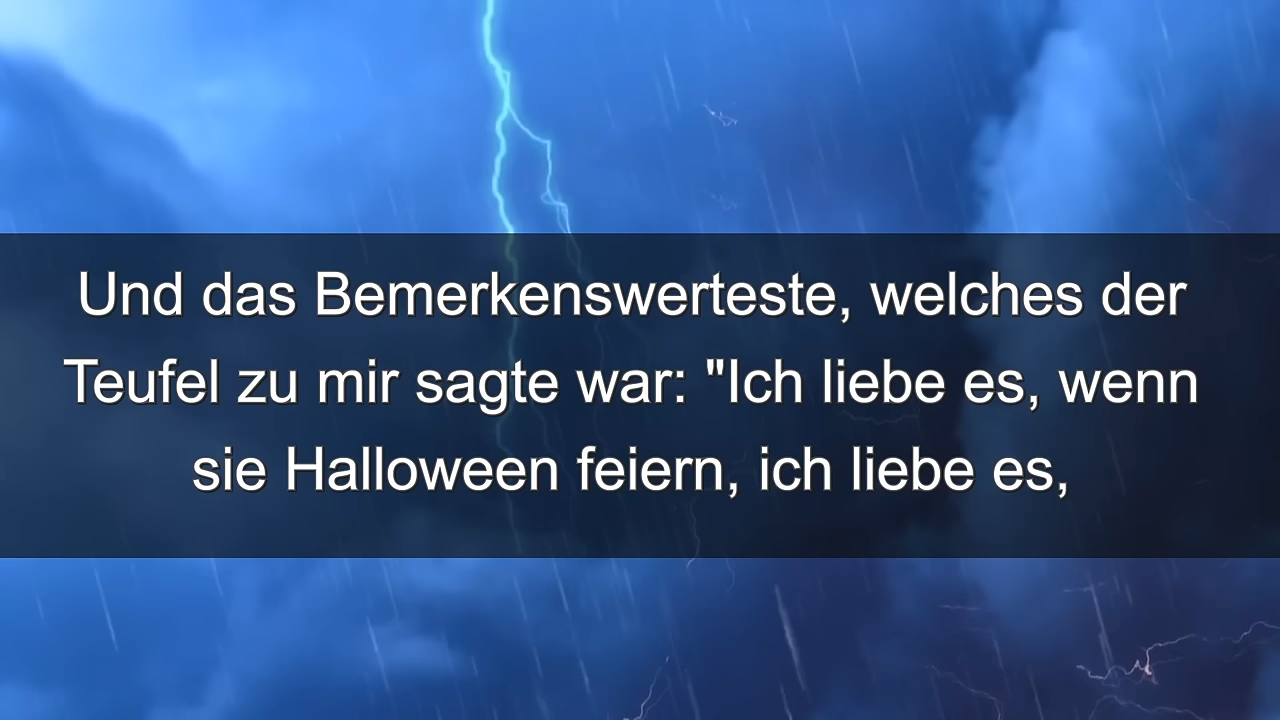 Und das Bemerkenswerteste, welches der
Teufel zu mir sagte war: "Ich liebe es, wenn
sie Halloween feiern, ich liebe es,